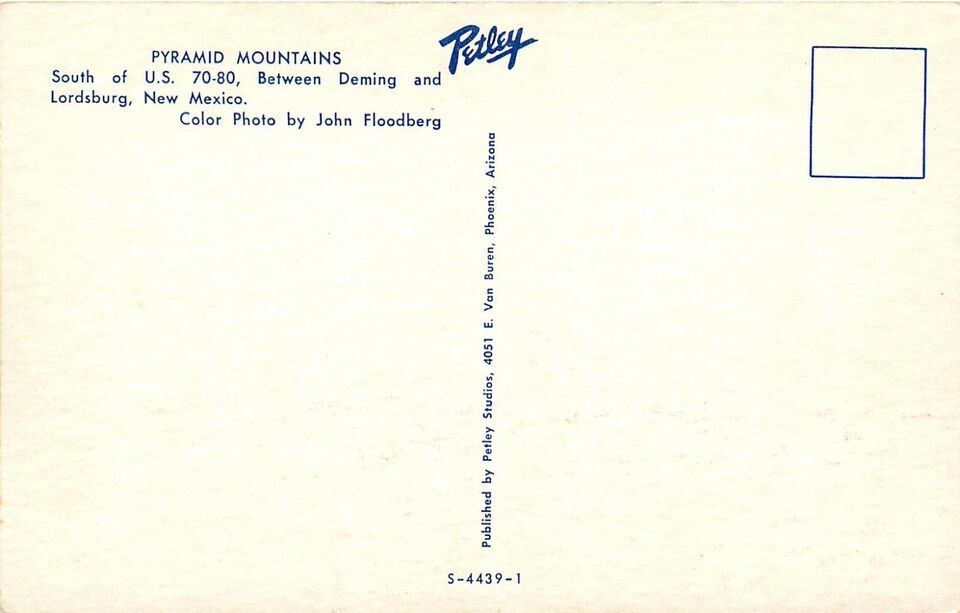 PYRAMID MOUNTAINS
South of U.S. 70-80, Between Deming and
Lordsburg, New Mexico.
Color Photo by John Floodberg
Petley
Published by Petley Studios, 4051 E. Van Buren, Phoenix, Arizona
S-4439-1